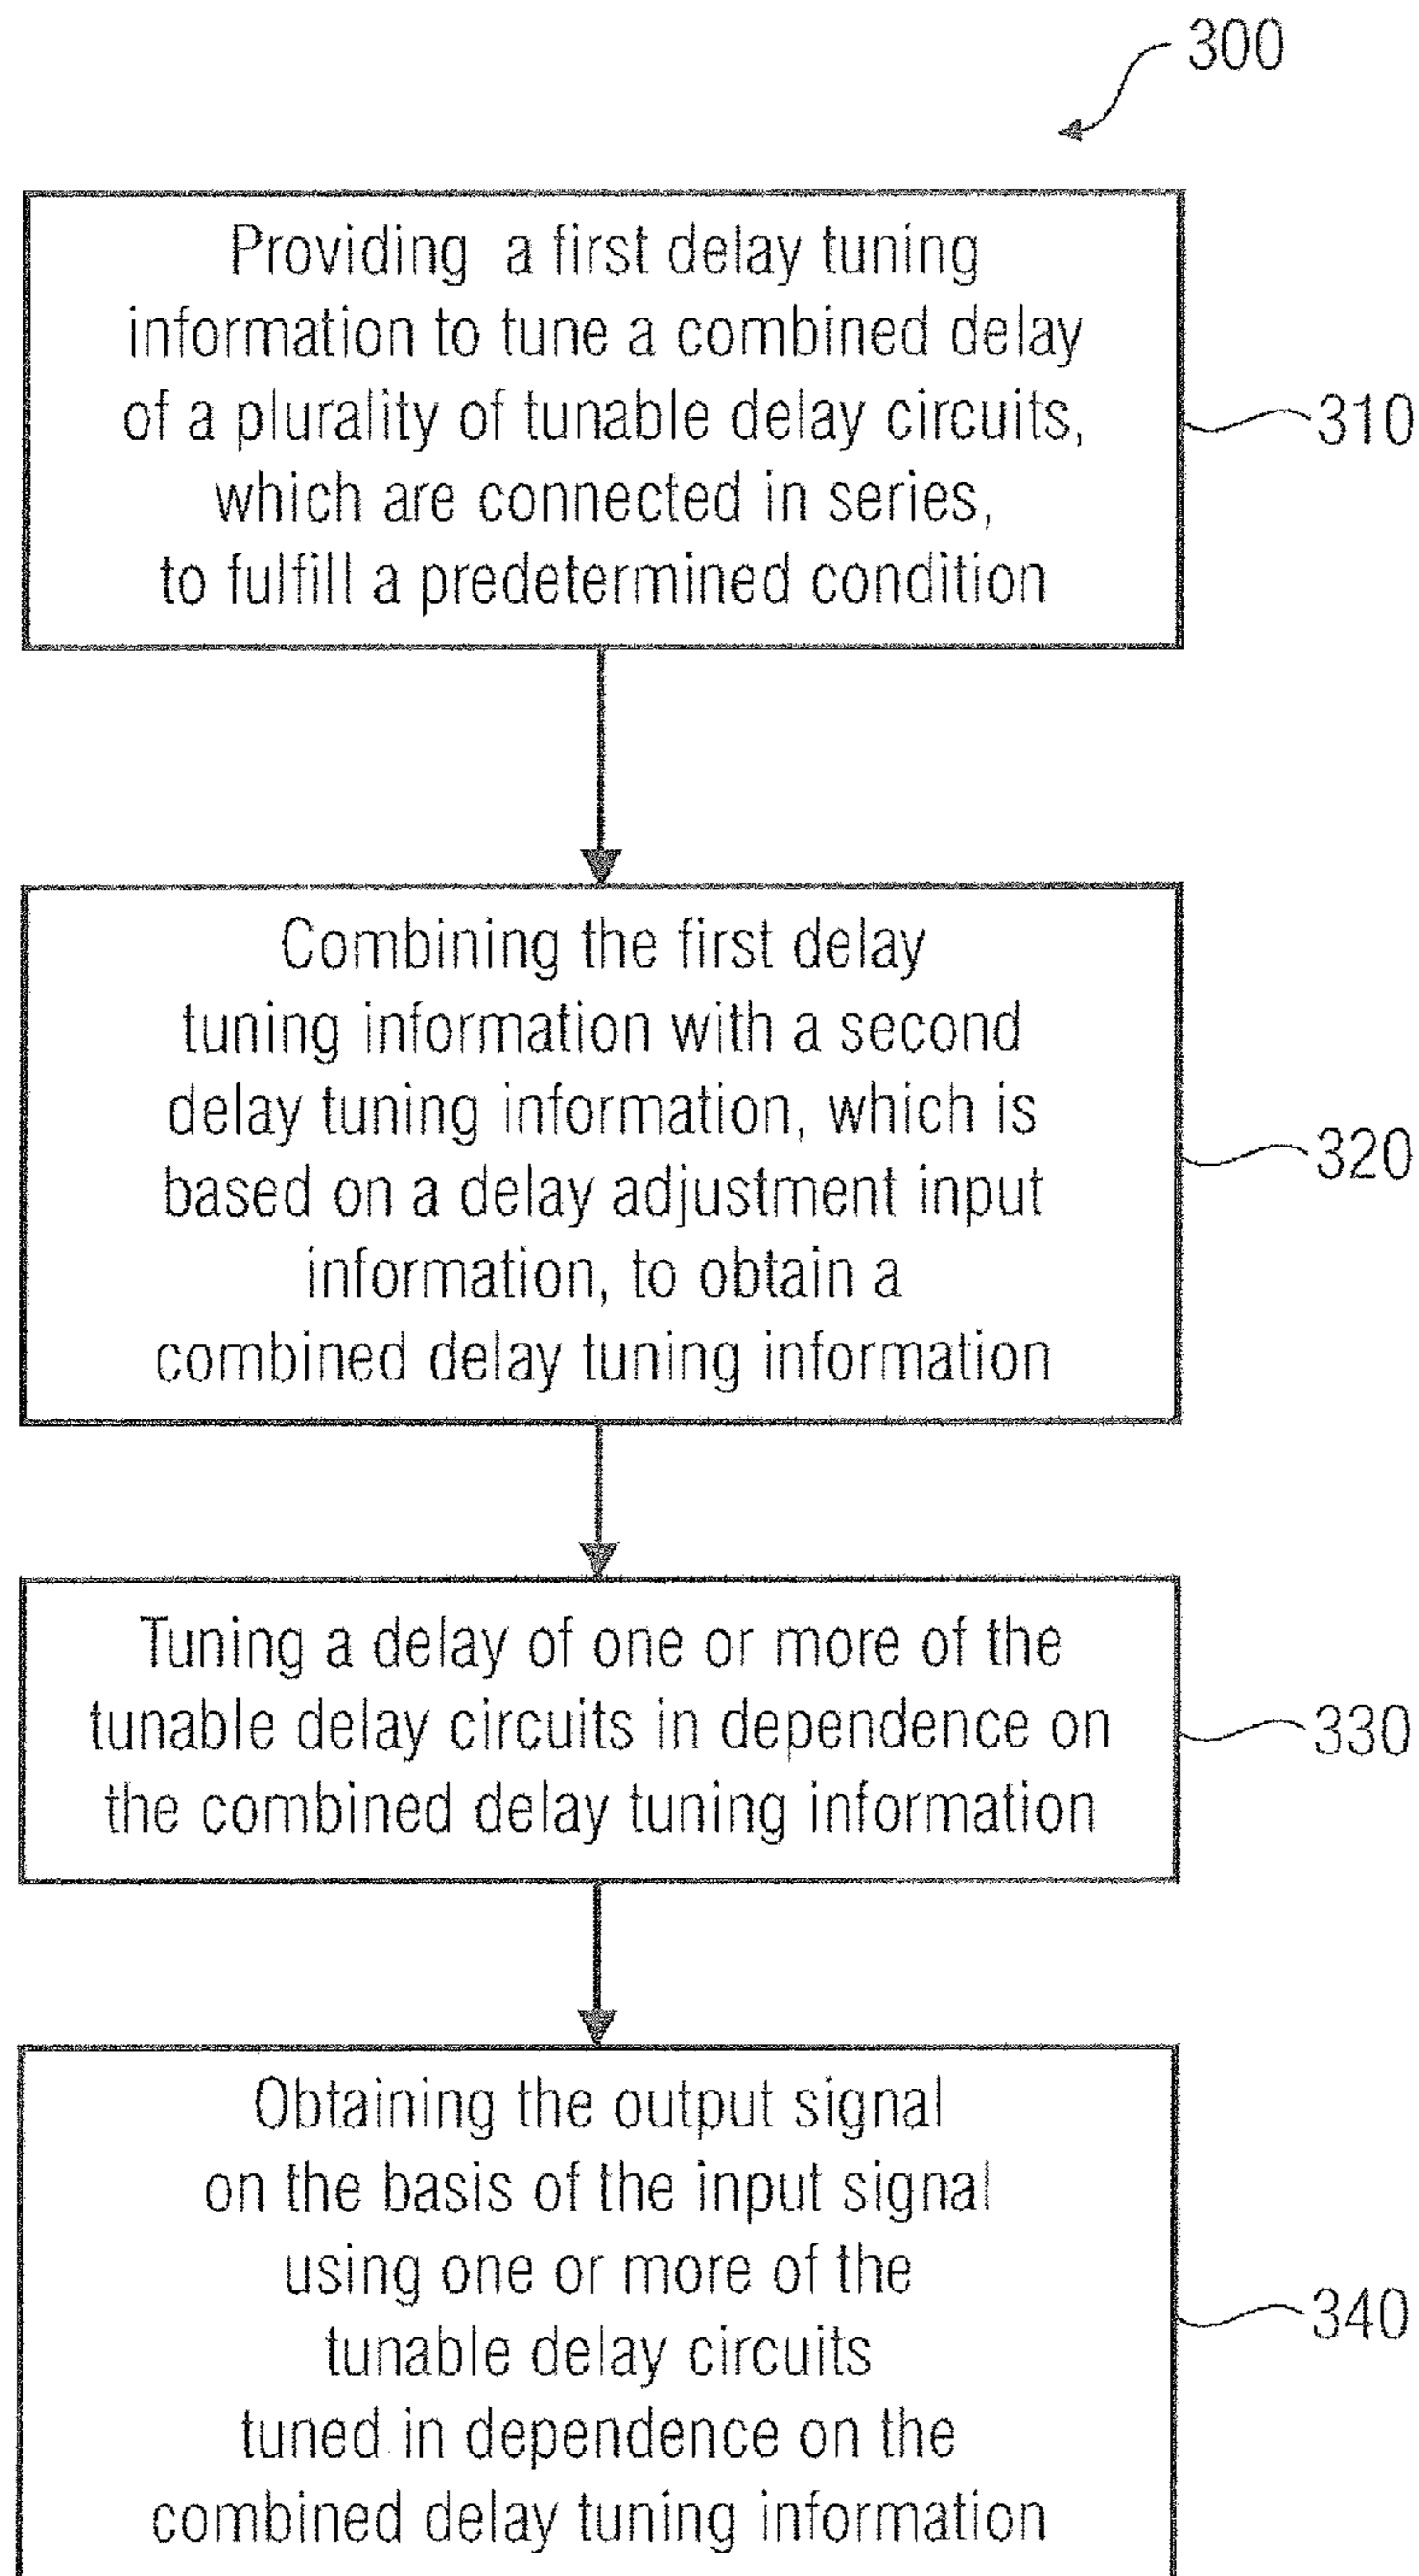 300
Providing a first delay tuning
information to tune a combined delay
of a plurality of tunable delay circuits,
which are connected in series,
to fulfill a predetermined condition
310
Combining the first delay
tuning information with a second
delay tuning information, which is
based on a delay adjustment input
information, to obtain a
combined delay tuning information
320
Tuning a delay of one or more of the
tunable delay circuits in dependence on
the combined delay tuning information
330
Obtaining the output signal
on the basis of the input signal
using one or more of the
tunable delay circuits
tuned in dependence on the
combined delay tuning information
340